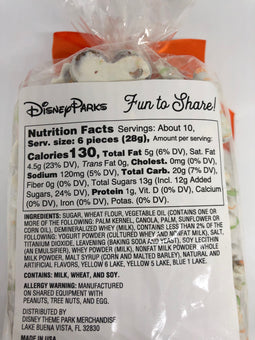 Disney Parks Fun to Share!
Nutrition Facts Servings: About 10,
Serv. size: 6 pieces (28g), Amount per serving:
Calories 130, Total Fat 5g (6% DV), Sat. Fat
4.5g (23% DV), Trans Fat 0g, Cholest. 0mg (0% DV),
Sodium 120mg (5% DV), Total Carb. 20g (7% DV),
Fiber 0g (0% DV), Total Sugars 13g (Incl. 12g Added
Sugars, 24% DV), Protein 1g, Vit. D (0% DV), Calcium
(0% DV), Iron (0% DV), Potas. (0% DV).
INGREDIENTS: SUGAR, WHEAT FLOUR, VEGETABLE OIL (CONTAINS ONE OR
MORE OF THE FOLLOWING: PALM KERNEL, CANOLA, PALM, SUNFLOWER OR
CORN OIL), DEMINERALIZED WHEY (MILK), CONTAINS LESS THAN 2% OF THE
FOLLOWING: YOGURT POWDER (CULTURED WHEY AND NONFAT MILK), SALT,
TITANIUM DIOXIDE, LEAVENING (BAKING SODA AND YEAST), SOY LECITHIN
(AN EMULSIFIER), WHEY POWDER (MILK), NONFAT MILK POWDER, WHOLE
MILK POWDER, MALT SYRUP (CORN AND MALTED BARLEY), NATURAL AND
ARTIFICIAL FLAVORS, YELLOW 6 LAKE, YELLOW 5 LAKE, BLUE 1 LAKE.
CONTAINS: MILK, WHEAT, AND SOY.
ALLERGY WARNING: MANUFACTURED
ON SHARED EQUIPMENT WITH
PEANUTS, TREE NUTS, AND EGG.
DISTRIBUTED BY
DISNEY THEME PARK MERCHANDISE
LAKE BUENA VISTA, FL 32830
MADE IN USA